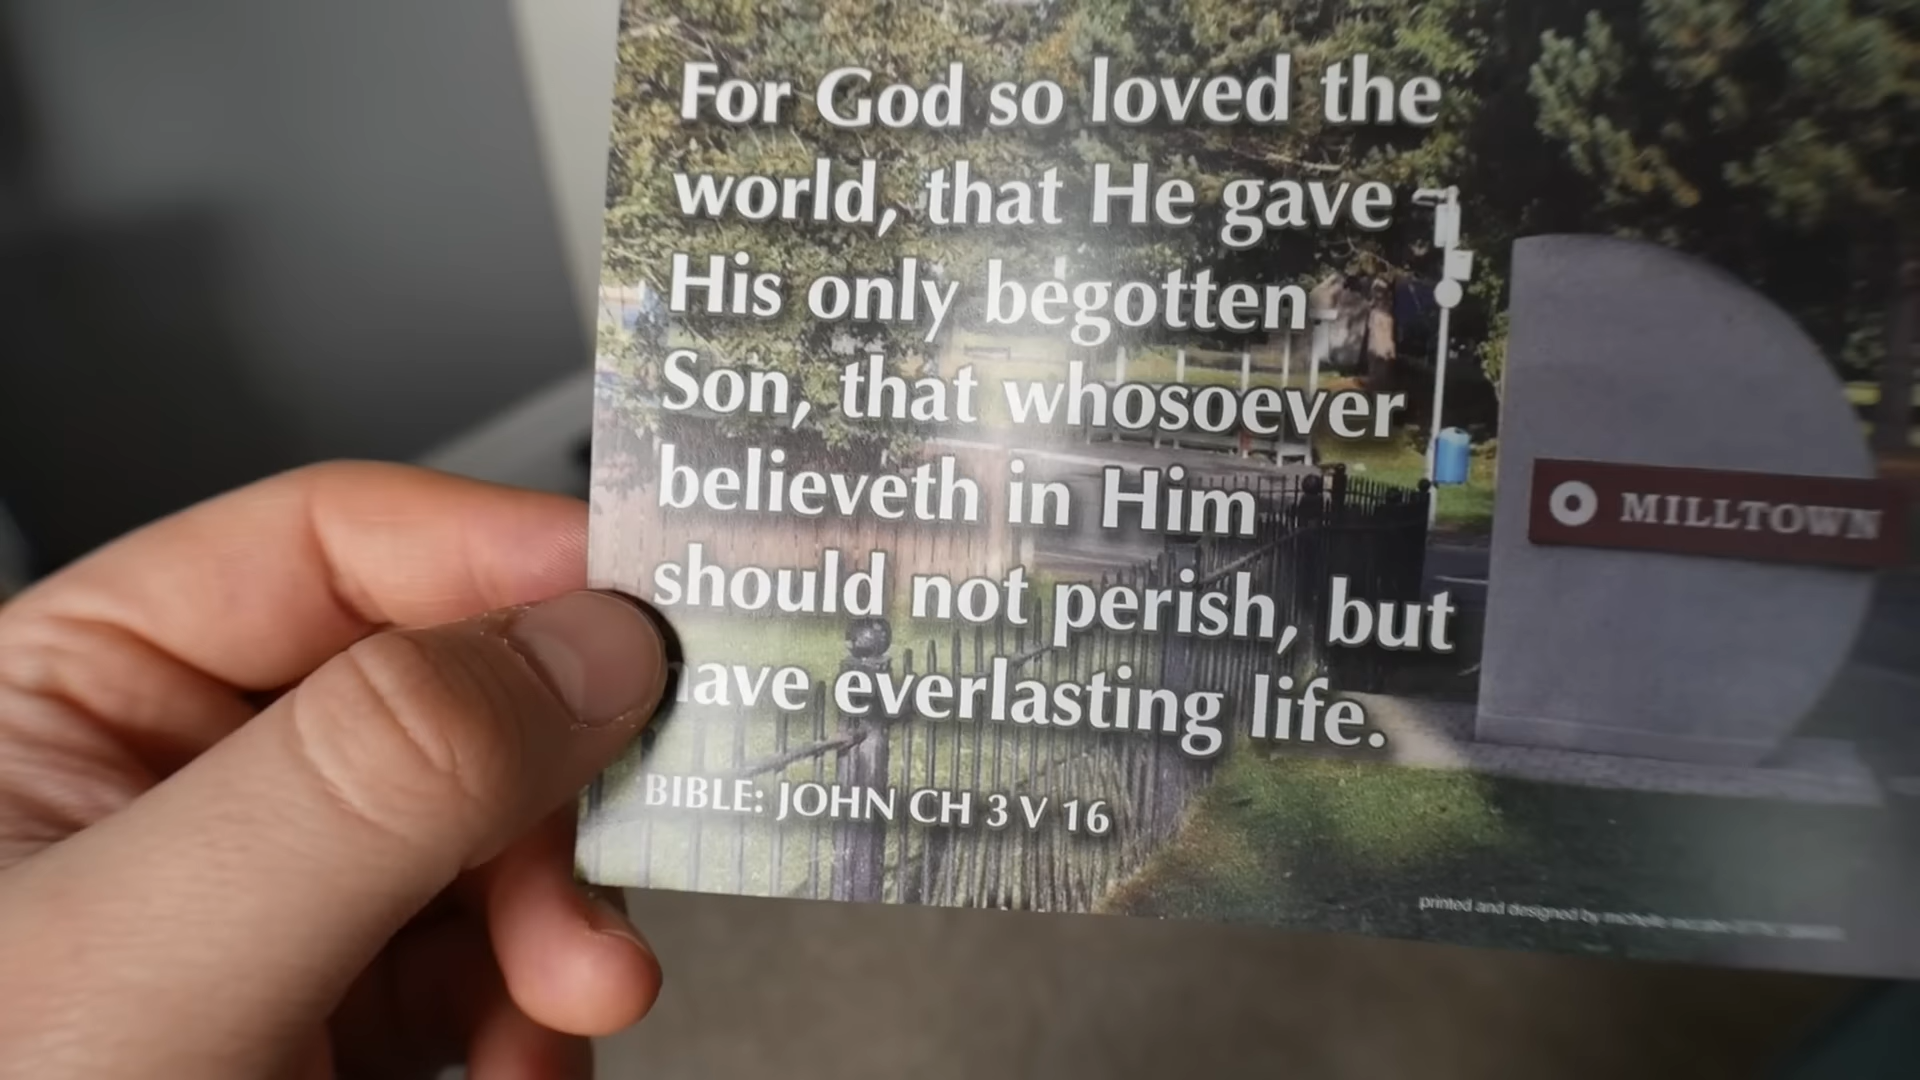 For God so loved the
world, that He gave
His only begotten
Son, that whosoever
believeth in Him
should not perish, but
have everlasting life.
BIBLE: JOHN CH 3 V 16
MILLTOWN
printed and designed by